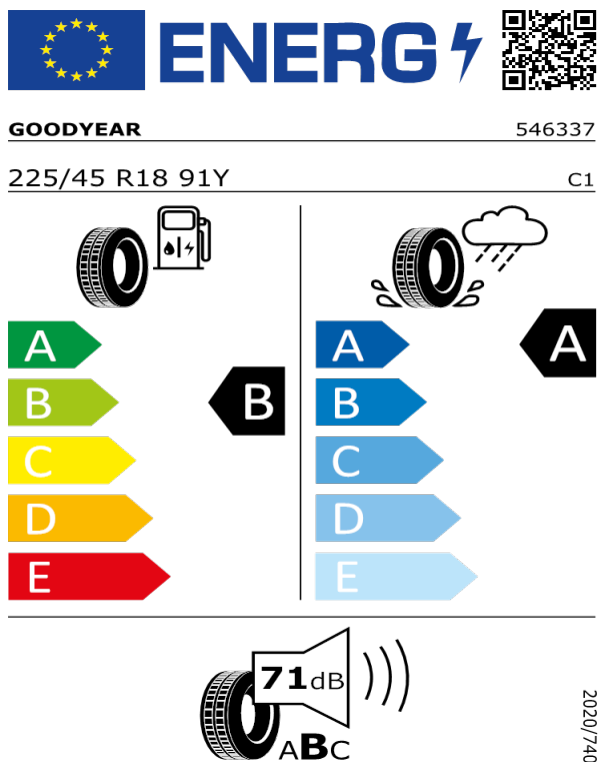 ENERG
GOODYEAR 546337
225/45 R18 91Y C1
A A A
B B B
C C
D D
E E
71dB
ABC
2020/740